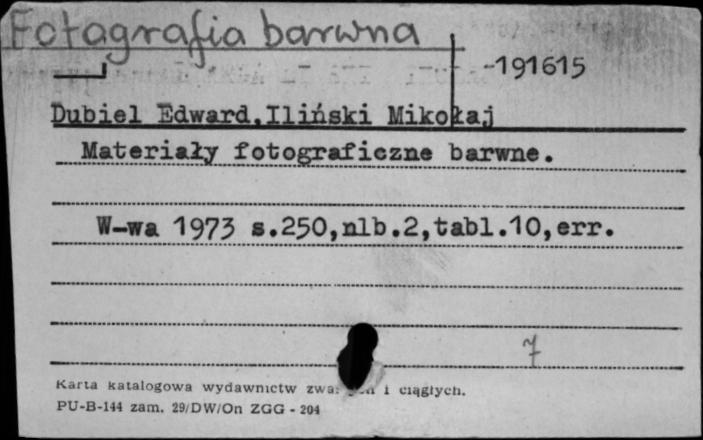 Fotografia barwna
-191615
Dubiel Edward, Iliński Mikołaj
Materiały fotograficzne barwne.
W-wa 1973 s.250,nlb.2,tabl.10,err.
7
Karta katalogowa wydawnictw i ciągłych.
PU-B-144 zam. 29/DW/On ZGG - 204